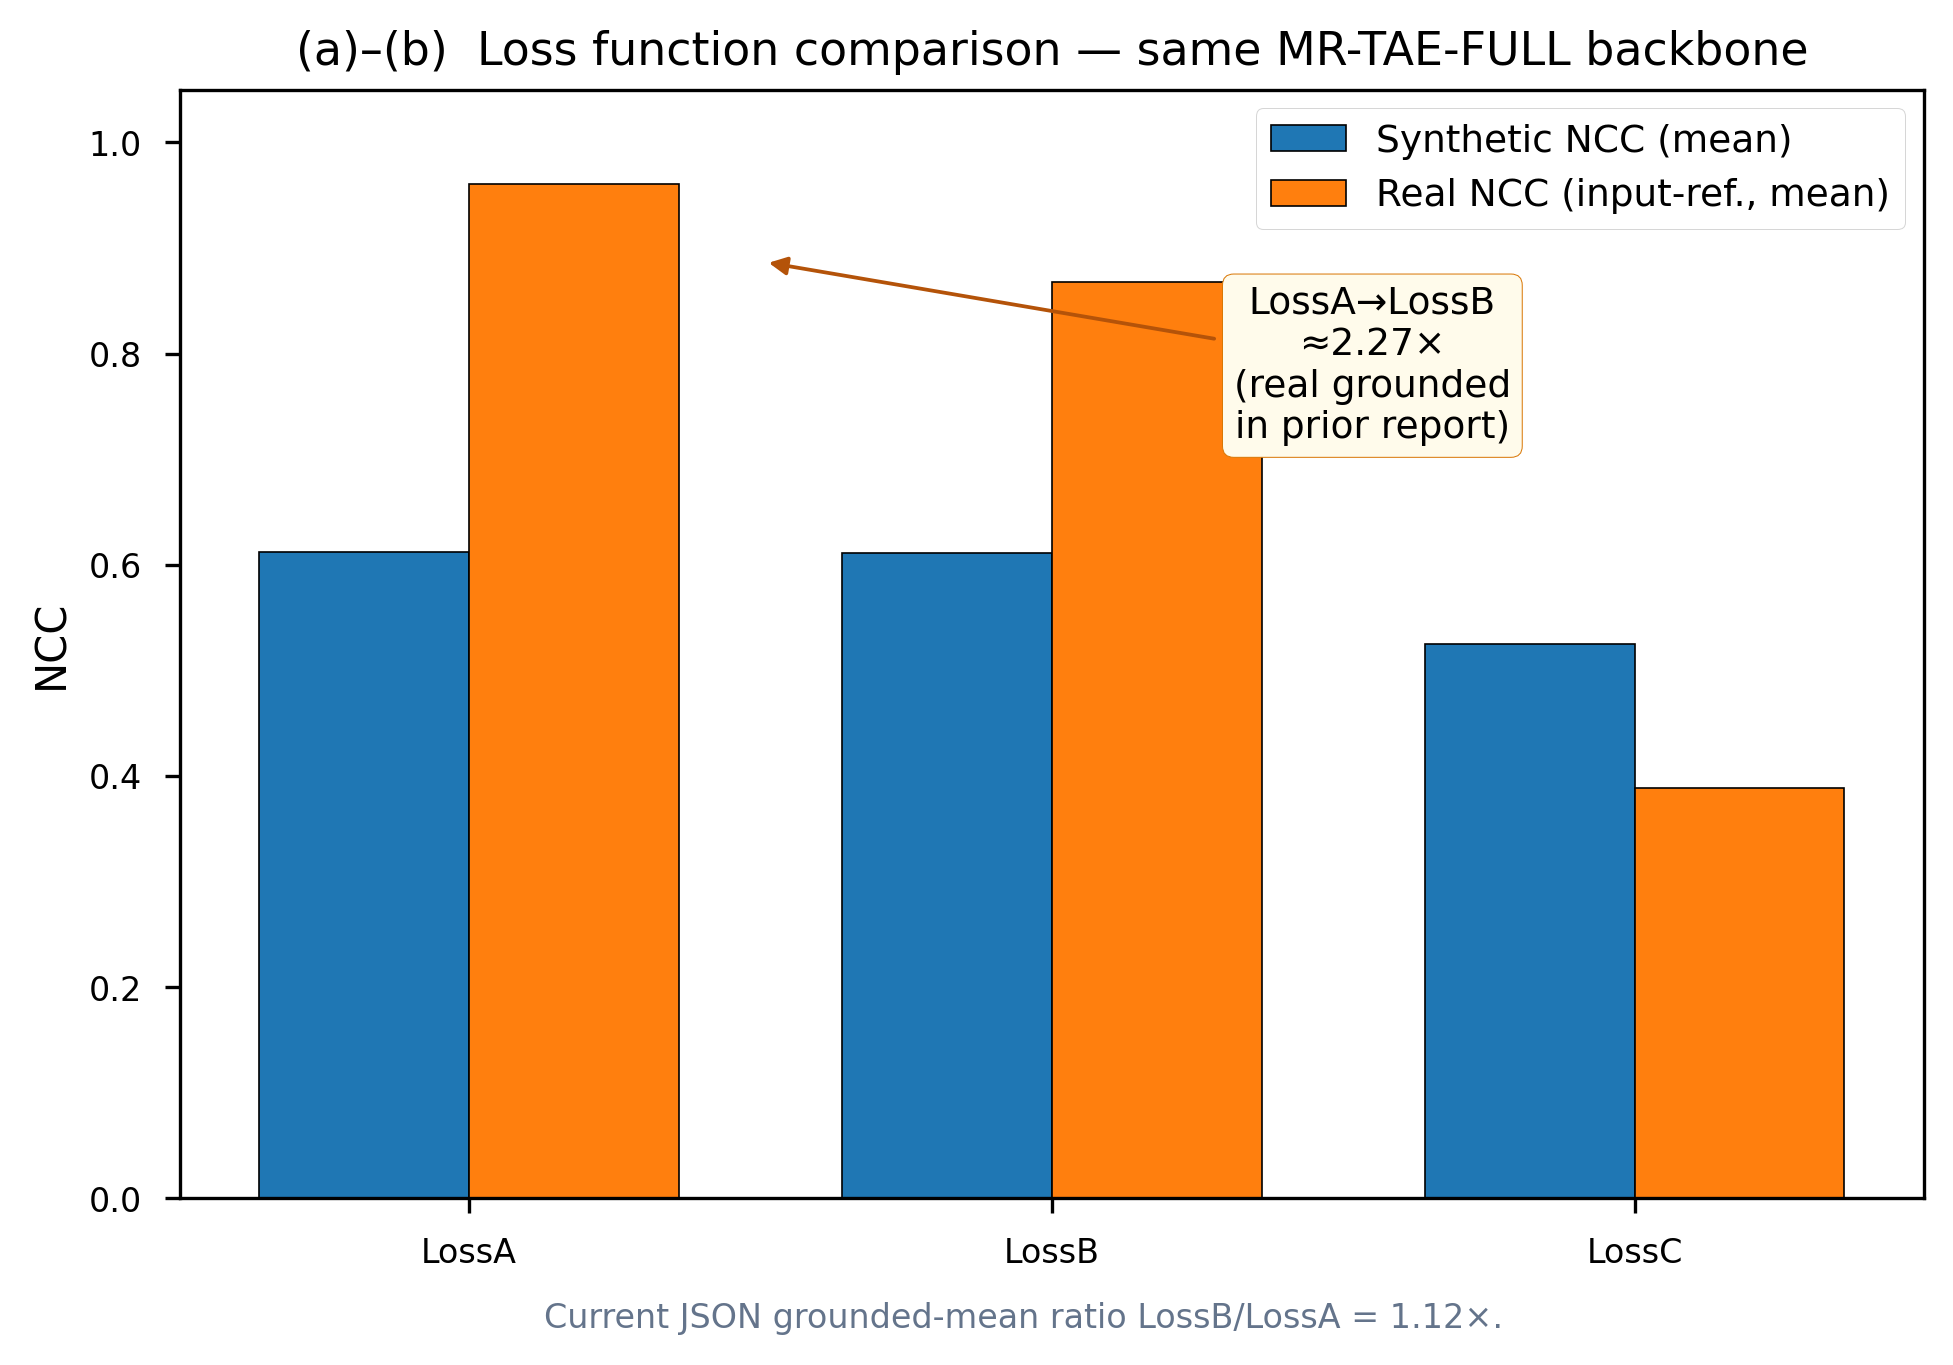 (a)–(b)  Loss function comparison — same MR-TAE-FULL backbone
Synthetic NCC (mean)
Real NCC (input-ref., mean)
LossA→LossB
≈2.27×
(real grounded
in prior report)
NCC
1.0
0.8
0.6
0.4
0.2
0.0
LossA
LossB
LossC
Current JSON grounded-mean ratio LossB/LossA = 1.12×.